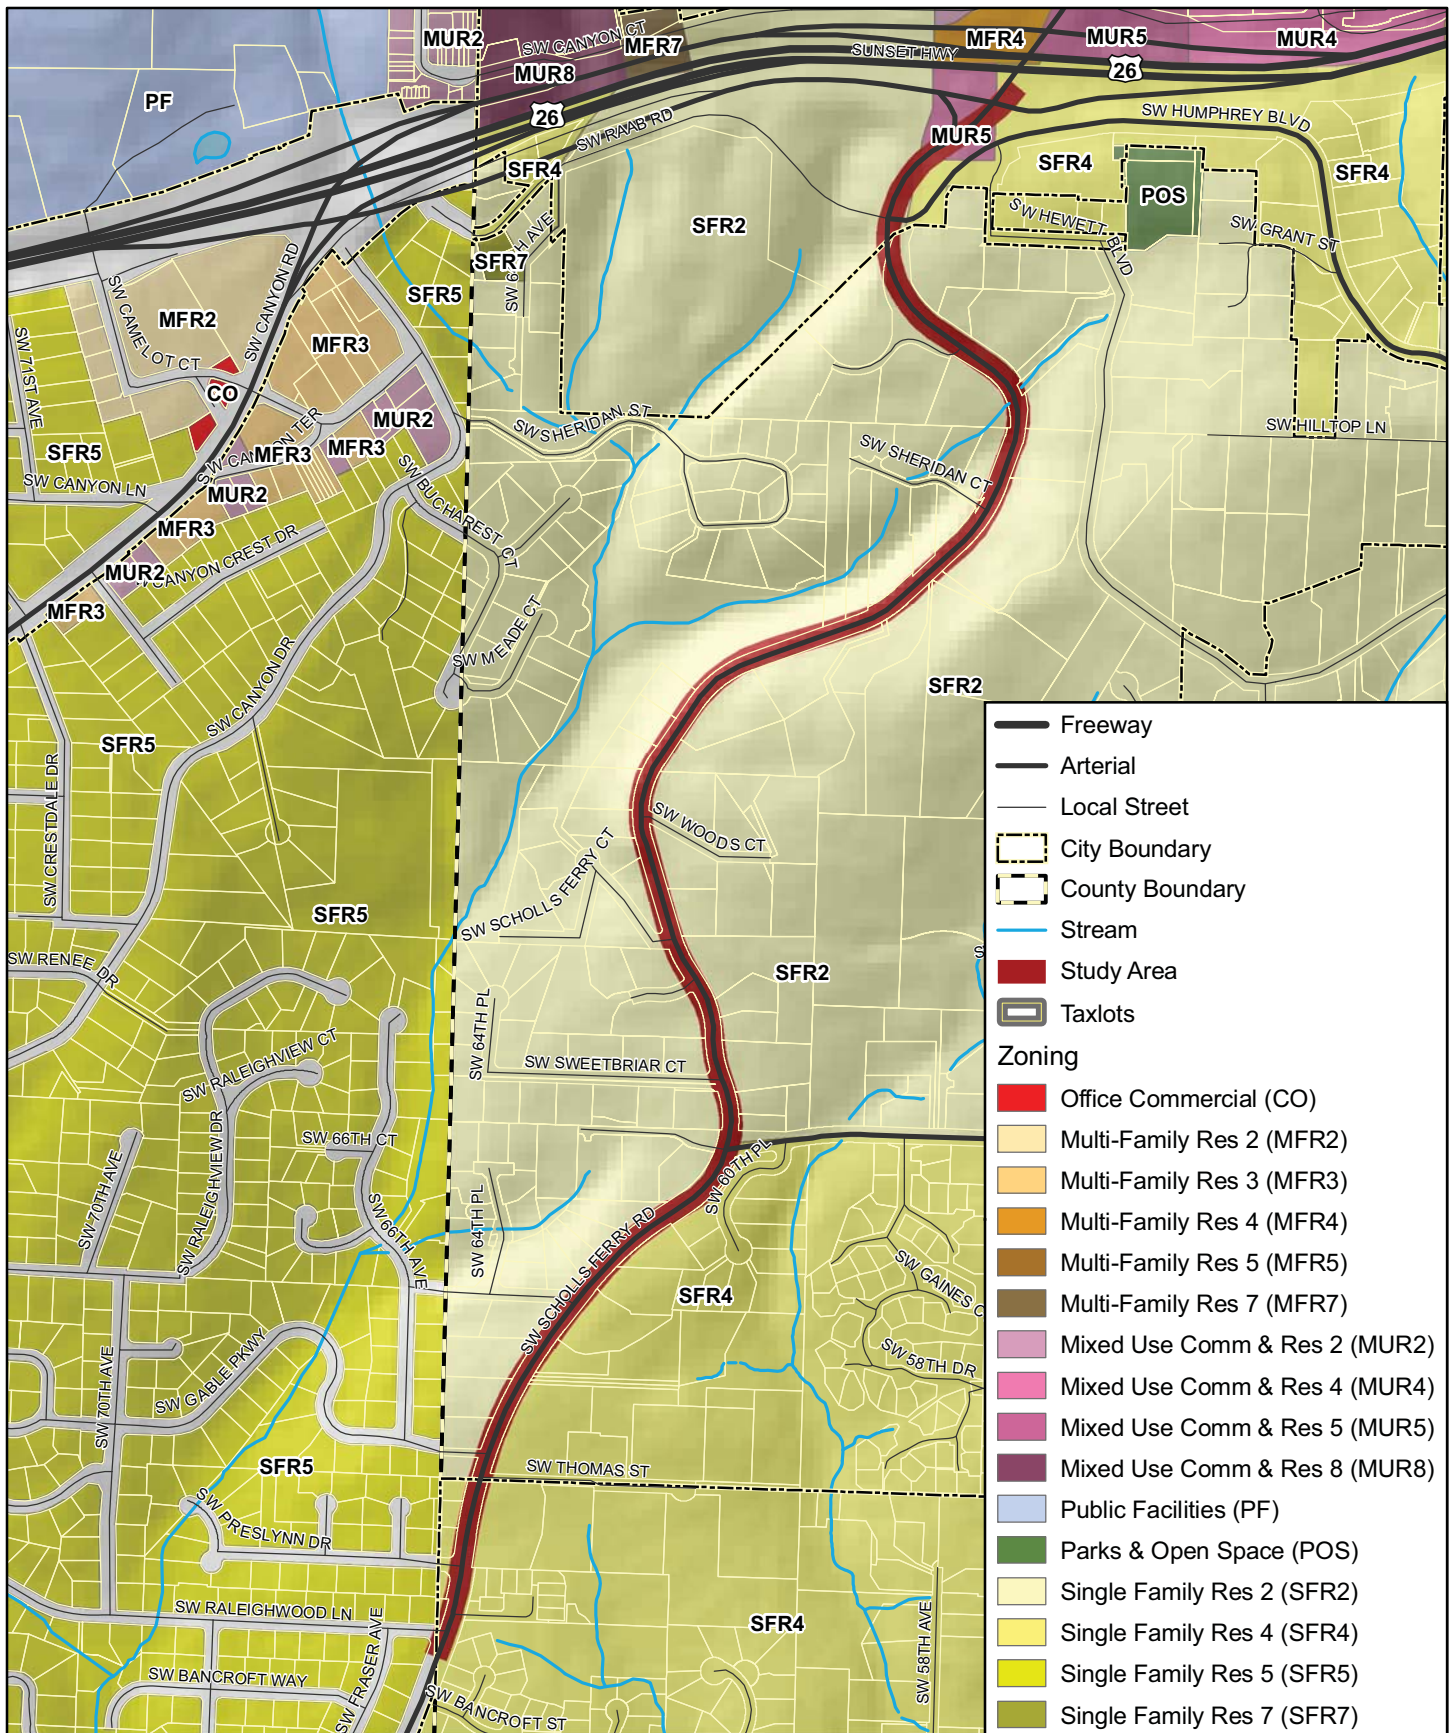 MUR2
SW CANYON CT
MFR7
MFR4
MUR5
MUR4
SUNSET HWY
MUR8
26
26
PF
SW RAAB RD
SW HUMPHREY BLVD
MUR5
SFR4
SFR4
SFR4
POS
SFR2
SW HEWETT BLVD
SW GRANT ST
SFR7
SFR5
SW CANYON RD
SW CAMELOT CT
MFR2
MFR3
SW 71ST AVE
CO
MUR2
SW SHERIDAN ST
SW HILLTOP LN
SFR5
MFR3
MFR3
SW SHERIDAN CT
SW CANYON LN
MUR2
SW BUCHAREST CT
MFR3
CANYON CREST DR
MUR2
MFR3
SW MEADE CT
SW CANYON DR
SFR2
SFR5
SW CRESTDALE DR
SW WOODS CT
SW SCHOLLS FERRY CT
SFR5
SW RENEE DR
SFR2
SW 64TH PL
SW RALEIGHVIEW CT
SW SWEETBRIAR CT
SW RALEIGHVIEW DR
SW 66TH CT
SW 70TH AVE
SW 60TH PL
SW 64TH PL
SW 66TH AVE
SW SCHOLLS FERRY RD
SW GAINES C
SFR4
SW 58TH DR
SW GABLE PKWY
SW 70TH AVE
SFR5
SW THOMAS ST
SW PRESLYNN DR
SW RALEIGHWOOD LN
SFR4
SW 58TH AVE
SW FRASER AVE
SW BANCROFT WAY
SW BANCROFT ST
Freeway
Arterial
Local Street
City Boundary
County Boundary
Stream
Study Area
Taxlots
Zoning
Office Commercial (CO)
Multi-Family Res 2 (MFR2)
Multi-Family Res 3 (MFR3)
Multi-Family Res 4 (MFR4)
Multi-Family Res 5 (MFR5)
Multi-Family Res 7 (MFR7)
Mixed Use Comm & Res 2 (MUR2)
Mixed Use Comm & Res 4 (MUR4)
Mixed Use Comm & Res 5 (MUR5)
Mixed Use Comm & Res 8 (MUR8)
Public Facilities (PF)
Parks & Open Space (POS)
Single Family Res 2 (SFR2)
Single Family Res 4 (SFR4)
Single Family Res 5 (SFR5)
Single Family Res 7 (SFR7)